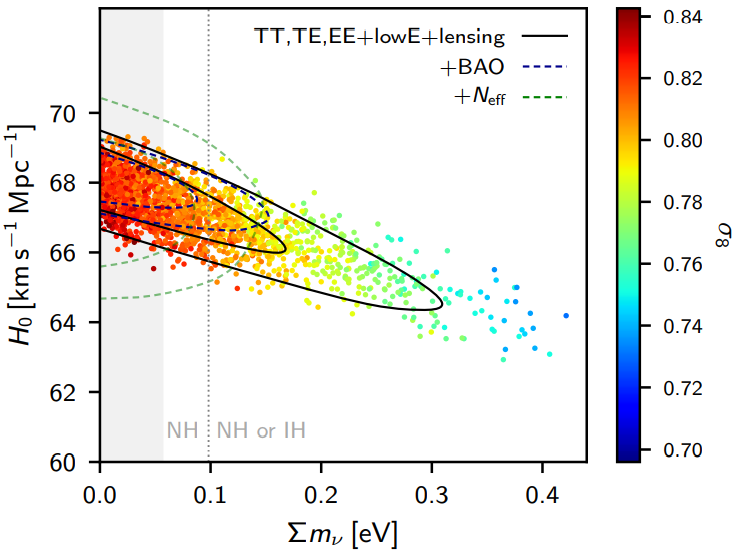 TT,TE,EE+lowE+lensing
+BAO
+N_eff
H₀ [km s⁻¹ Mpc⁻¹]
70
68
66
64
62
60
NH
NH or IH
0.0 0.1 0.2 0.3 0.4
Σm_ν [eV]
0.84
0.82
0.80
0.78
0.76
0.74
0.72
0.70
σ₈